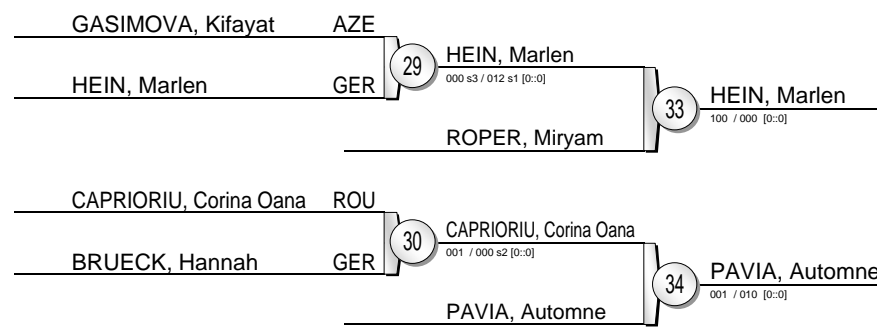 GASIMOVA, Kifayat AZE
29
HEIN, Marlen
000 s3 / 012 s1 [0::0]
HEIN, Marlen GER
33
HEIN, Marlen
100 / 000 [0::0]
ROPER, Miryam
CAPRIORIU, Corina Oana ROU
30
CAPRIORIU, Corina Oana
001 / 000 s2 [0::0]
BRUECK, Hannah GER
34
PAVIA, Automne
001 / 010 [0::0]
PAVIA, Automne